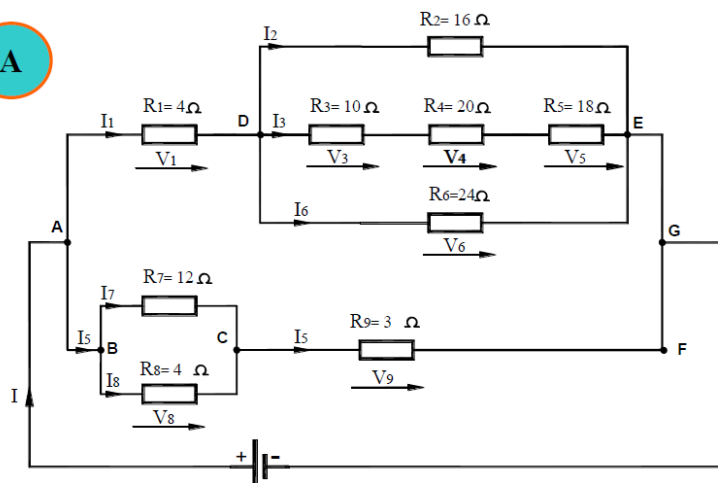 A
R2= 16 Ω
I2
R1= 4Ω
R3= 10 Ω
R4= 20Ω
R5= 18Ω
I1
D
I3
E
V1
V3
V4
V5
R6=24Ω
I6
V6
A
G
R7= 12 Ω
I7
R9= 3 Ω
I5
B
C
I5
F
R8= 4 Ω
I8
V9
I
V8
+ -